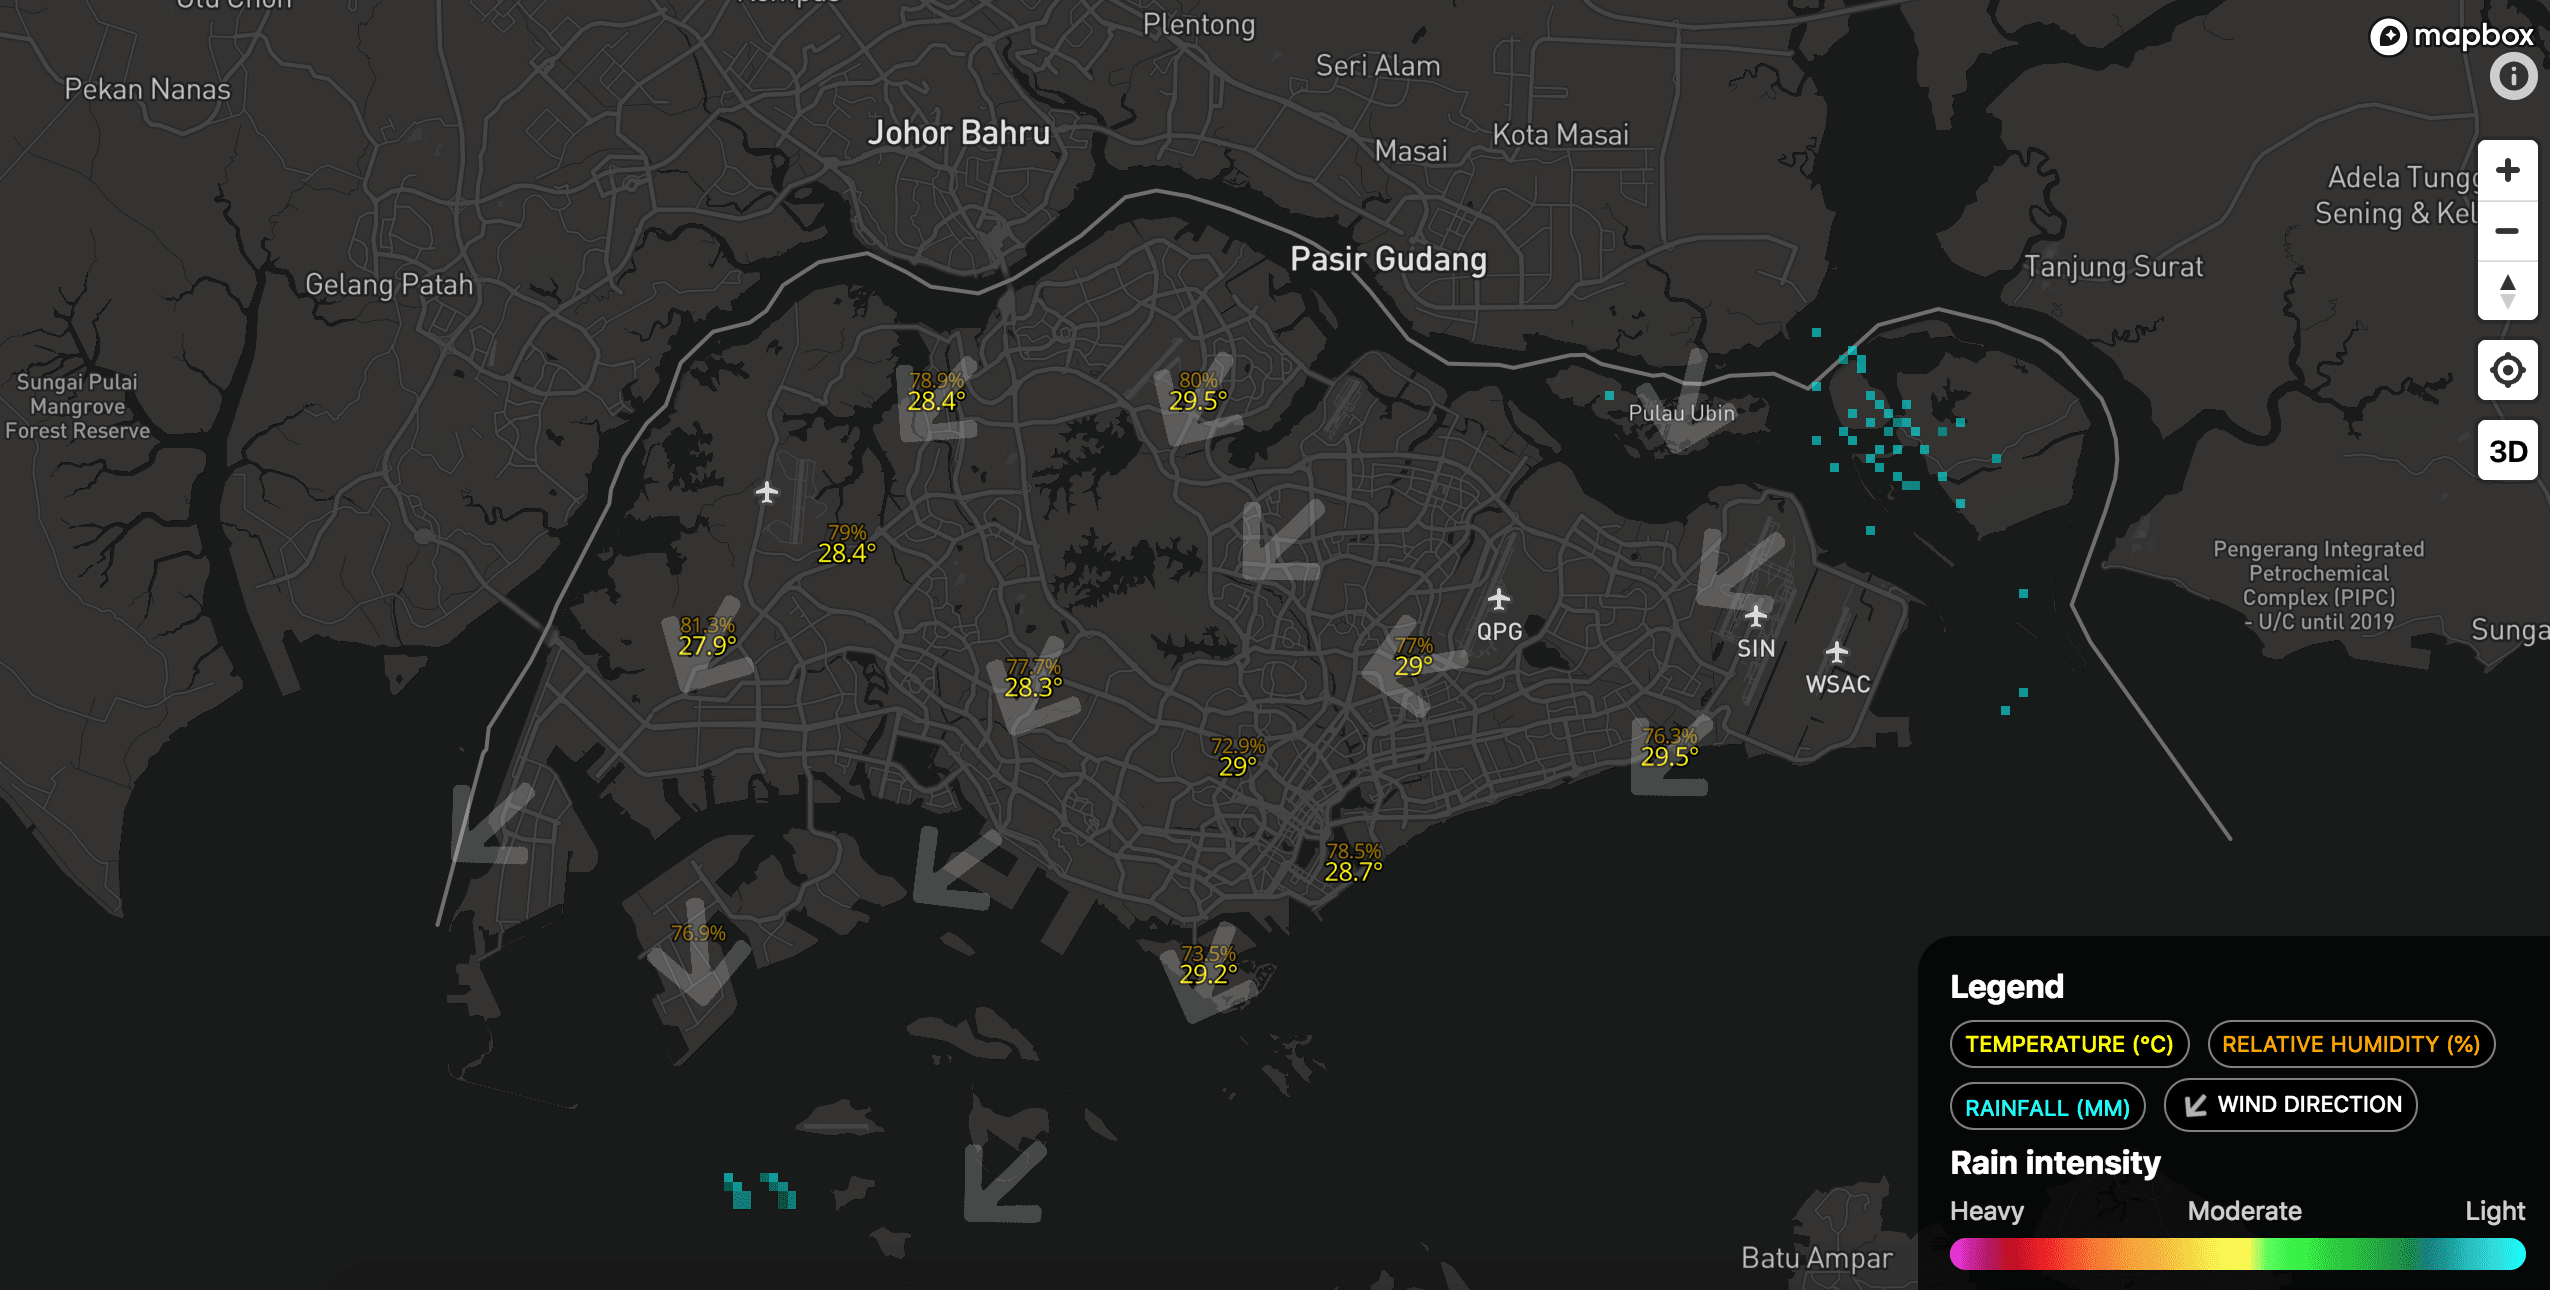 Plentong
mapbox
Seri Alam
Pekan Nanas
Johor Bahru
Kota Masai
Masai
Adela Tungg
Sening & Kel
Pasir Gudang
Tanjung Surat
Gelang Patah
Sungai Pulai
Mangrove
Forest Reserve
78.9%
28.4°
80%
29.5°
Pulau Ubin
3D
79%
28.4°
Pengerang Integrated
Petrochemical
Complex (PIPC)
- U/C until 2019
Sunga
QPG
SIN
WSAC
81.3%
27.9°
77.7%
28.3°
77%
29°
72.9%
29°
76.3%
29.5°
78.5%
28.7°
76.9%
73.5%
29.2°
Batu Ampar
Legend
TEMPERATURE (°C)
RELATIVE HUMIDITY (%)
RAINFALL (MM)
WIND DIRECTION
Rain intensity
Heavy Moderate Light